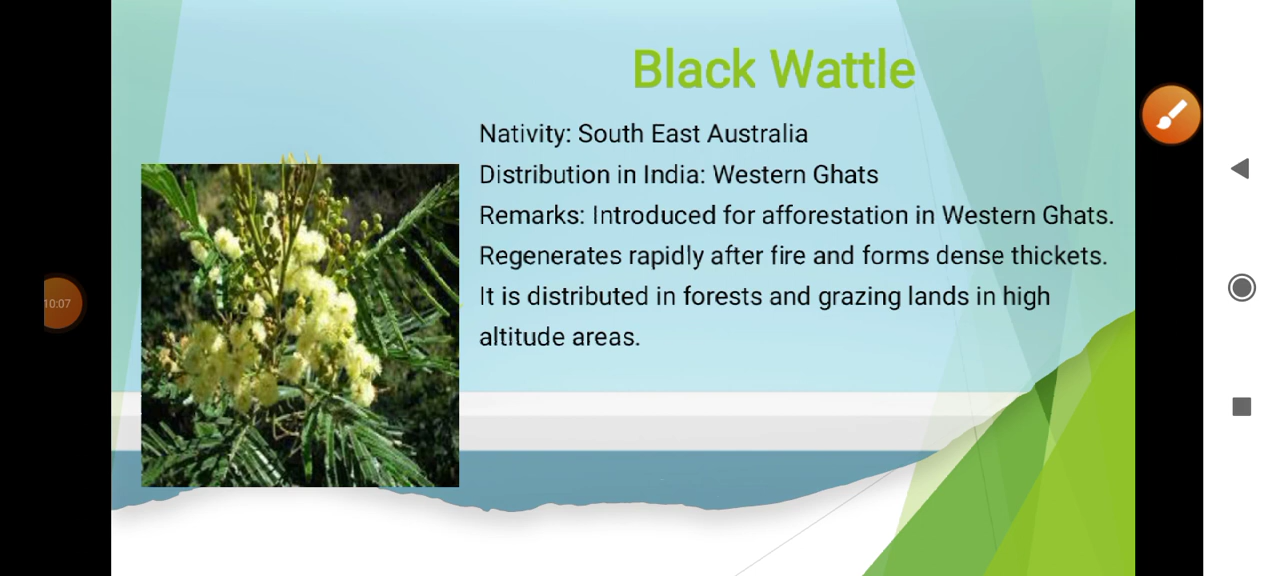 Black Wattle
Nativity: South East Australia
Distribution in India: Western Ghats
Remarks: Introduced for afforestation in Western Ghats.
Regenerates rapidly after fire and forms dense thickets.
It is distributed in forests and grazing lands in high
altitude areas.
10:07